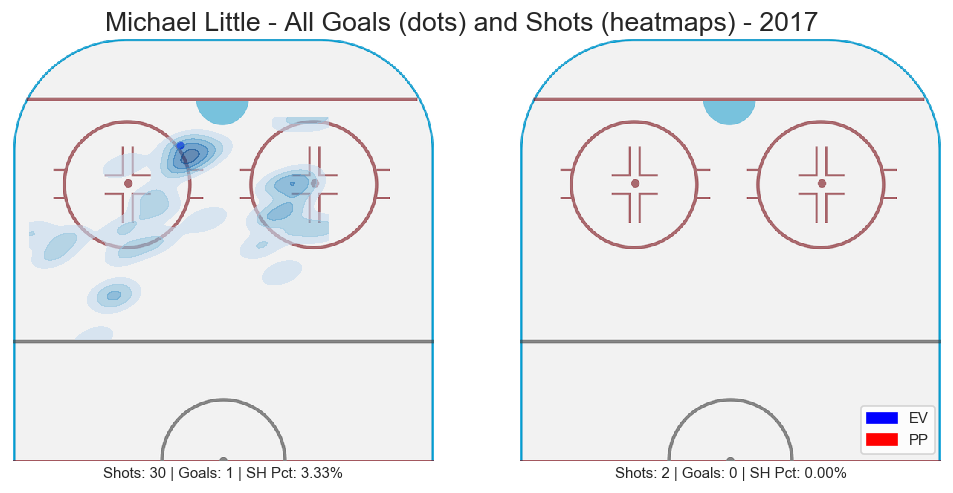 Michael Little - All Goals (dots) and Shots (heatmaps) - 2017
EV
PP
Shots: 30 | Goals: 1 | SH Pct: 3.33%
Shots: 2 | Goals: 0 | SH Pct: 0.00%